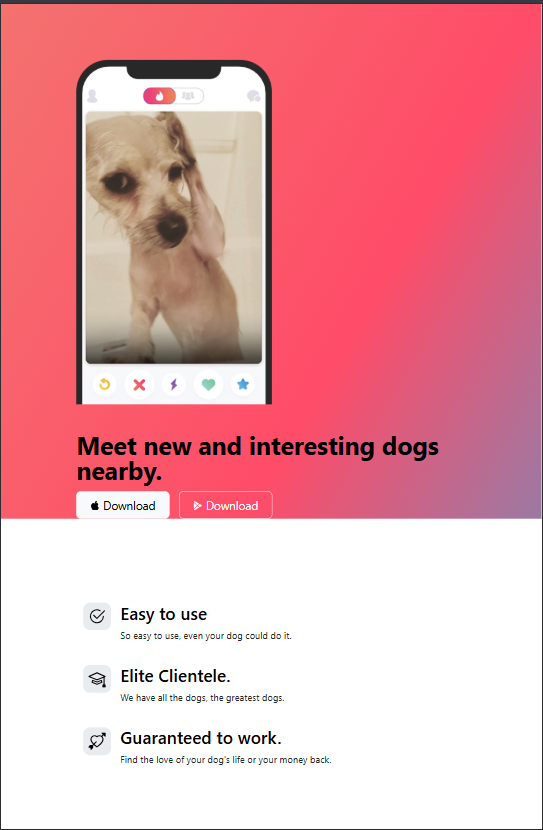 Meet new and interesting dogs
nearby.
Download
Download
Easy to use
So easy to use, even your dog could do it.
Elite Clientele.
We have all the dogs, the greatest dogs.
Guaranteed to work.
Find the love of your dog's life or your money back.